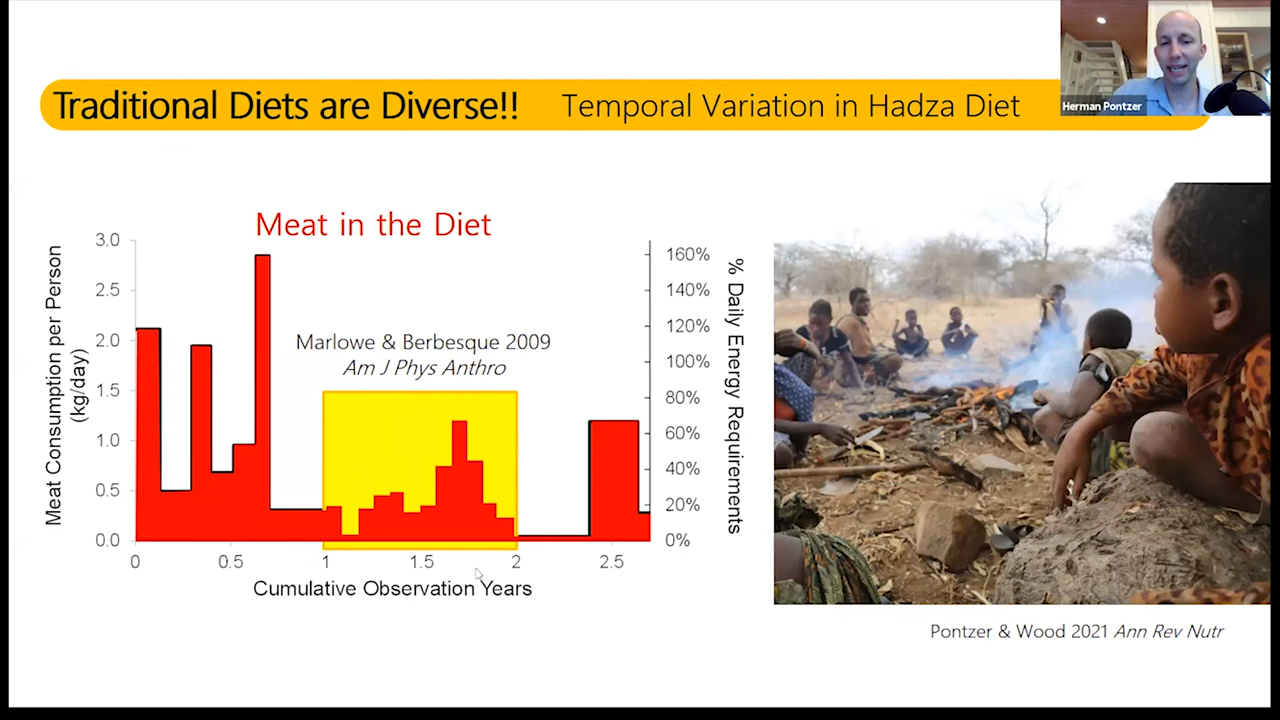 Traditional Diets are Diverse!! Temporal Variation in Hadza Diet
Herman Pontzer
Meat in the Diet
Meat Consumption per Person
(kg/day)
3.0
2.5
2.0
1.5
1.0
0.5
0.0
Marlowe & Berbesque 2009
Am J Phys Anthro
160%
140%
120%
100%
80%
60%
40%
20%
0%
% Daily Energy Requirements
0 0.5 1 1.5 2 2.5
Cumulative Observation Years
Pontzer & Wood 2021 Ann Rev Nutr